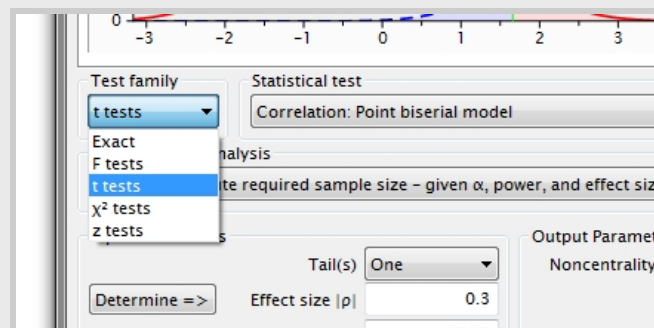 0
-3 -2 -1 0 1 2 3
Test family Statistical test
t tests Correlation: Point biserial model
Exact
F tests
t tests
χ² tests
z tests
nalysis
te required sample size – given α, power, and effect siz
s Output Paramet
Tail(s) One Noncentrality
Determine => Effect size |ρ| 0.3